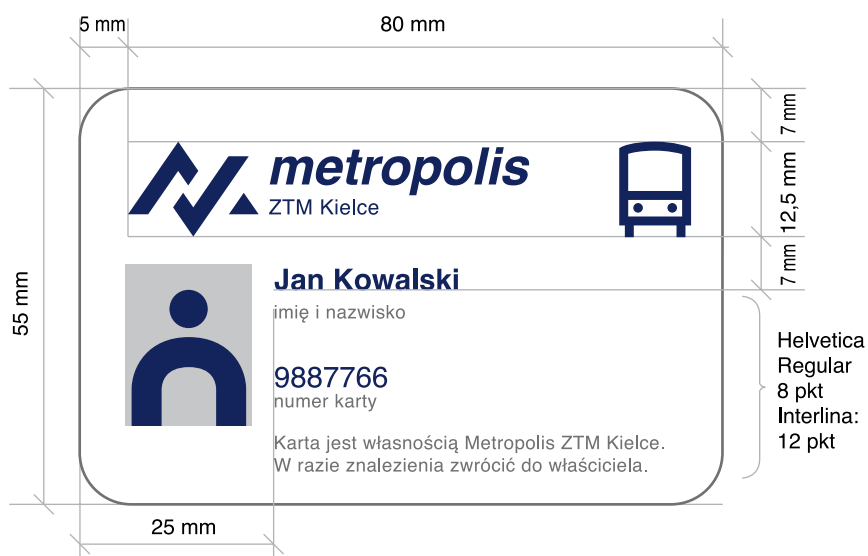 5 mm
80 mm
7 mm
12,5 mm
7 mm
55 mm
metropolis
ZTM Kielce
Jan Kowalski
imię i nazwisko
9887766
numer karty
Karta jest własnością Metropolis ZTM Kielce.
W razie znalezienia zwrócić do właściciela.
Helvetica
Regular
8 pkt
Interlina:
12 pkt
25 mm